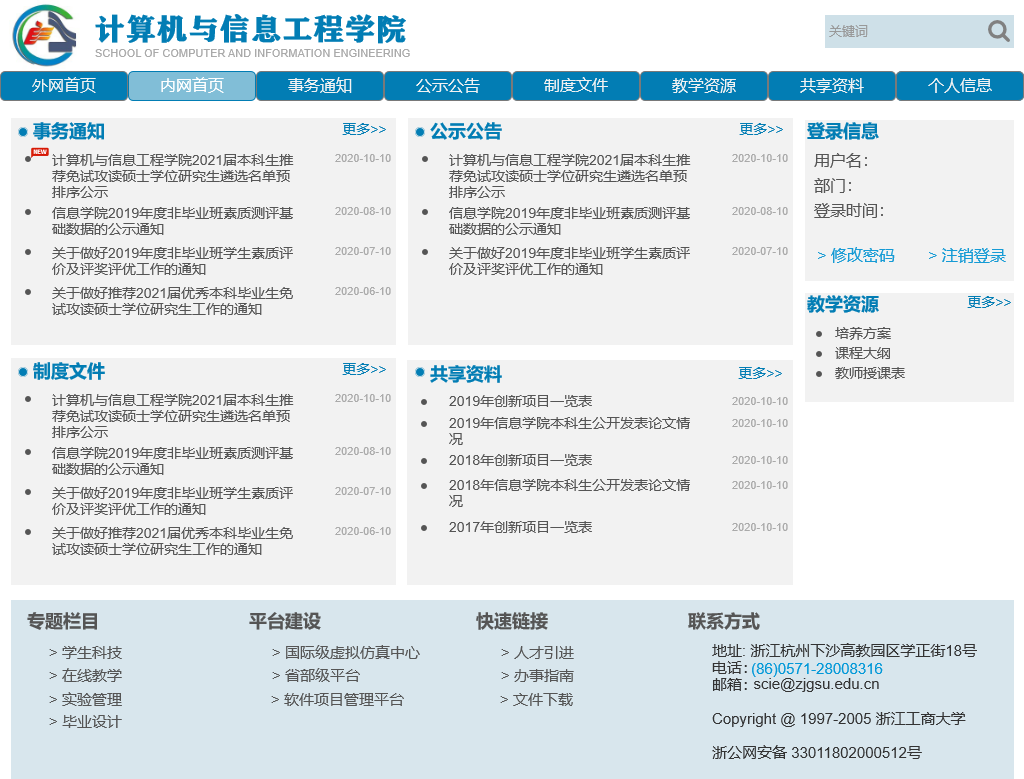 计算机与信息工程学院
SCHOOL OF COMPUTER AND INFORMATION ENGINEERING
关键词
外网首页 内网首页 事务通知 公示公告 制度文件 教学资源 共享资料 个人信息
事务通知 更多>>
NEW
计算机与信息工程学院2021届本科生推 2020-10-10
荐免试攻读硕士学位研究生遴选名单预
排序公示
信息学院2019年度非毕业班素质测评基 2020-08-10
础数据的公示通知
关于做好2019年度非毕业班学生素质评 2020-07-10
价及评奖评优工作的通知
关于做好推荐2021届优秀本科毕业生免 2020-06-10
试攻读硕士学位研究生工作的通知
公示公告 更多>>
计算机与信息工程学院2021届本科生推 2020-10-10
荐免试攻读硕士学位研究生遴选名单预
排序公示
信息学院2019年度非毕业班素质测评基 2020-08-10
础数据的公示通知
关于做好2019年度非毕业班学生素质评 2020-07-10
价及评奖评优工作的通知
登录信息
用户名：
部门：
登录时间：
> 修改密码 > 注销登录
教学资源 更多>>
培养方案
课程大纲
教师授课表
制度文件 更多>>
计算机与信息工程学院2021届本科生推 2020-10-10
荐免试攻读硕士学位研究生遴选名单预
排序公示
信息学院2019年度非毕业班素质测评基 2020-08-10
础数据的公示通知
关于做好2019年度非毕业班学生素质评 2020-07-10
价及评奖评优工作的通知
关于做好推荐2021届优秀本科毕业生免 2020-06-10
试攻读硕士学位研究生工作的通知
共享资料 更多>>
2019年创新项目一览表 2020-10-10
2019年信息学院本科生公开发表论文情 2020-10-10
况
2018年创新项目一览表 2020-10-10
2018年信息学院本科生公开发表论文情 2020-10-10
况
2017年创新项目一览表 2020-10-10
专题栏目
> 学生科技
> 在线教学
> 实验管理
> 毕业设计
平台建设
> 国际级虚拟仿真中心
> 省部级平台
> 软件项目管理平台
快速链接
> 人才引进
> 办事指南
> 文件下载
联系方式
地址: 浙江杭州下沙高教园区学正街18号
电话: (86)0571-28008316
邮箱: scie@zjgsu.edu.cn
Copyright @ 1997-2005 浙江工商大学
浙公网安备 33011802000512号